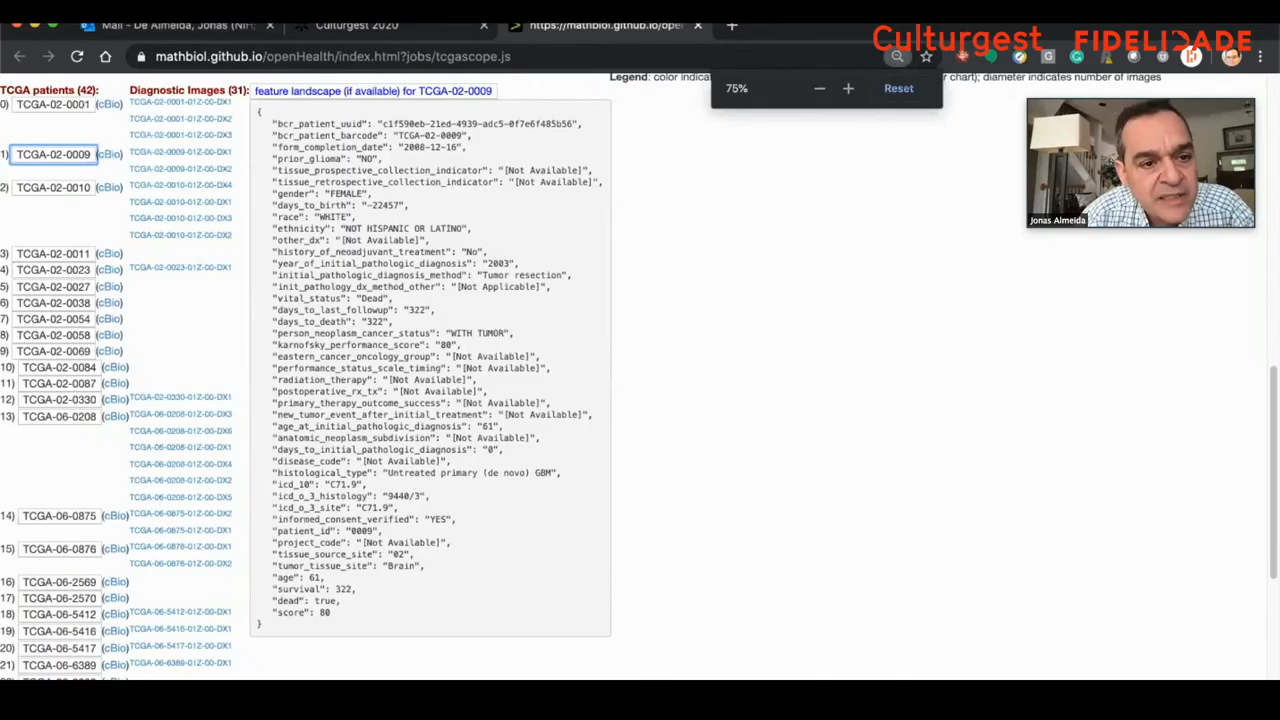 Mail - De Almeida, Jonas (NIH
Culturgest 2020
https://mathbiol.github.io/open
Culturgest FIDELIDADE
mathbiol.github.io/openHealth/index.html?jobs/tcgascope.js
75%
Reset
Legend: color indicat
r chart); diameter indicates number of images
Jonas Almeida
TCGA patients (42):
0) TCGA-02-0001 (cBio)
1) TCGA-02-0009 (cBio)
2) TCGA-02-0010 (cBio)
3) TCGA-02-0011 (cBio)
4) TCGA-02-0023 (cBio)
5) TCGA-02-0027 (cBio)
6) TCGA-02-0038 (cBio)
7) TCGA-02-0054 (cBio)
8) TCGA-02-0058 (cBio)
9) TCGA-02-0069 (cBio)
10) TCGA-02-0084 (cBio)
11) TCGA-02-0087 (cBio)
12) TCGA-02-0330 (cBio)
13) TCGA-06-0208 (cBio)
14) TCGA-06-0875 (cBio)
15) TCGA-06-0876 (cBio)
16) TCGA-06-2569 (cBio)
17) TCGA-06-2570 (cBio)
18) TCGA-06-5412 (cBio)
19) TCGA-06-5416 (cBio)
20) TCGA-06-5417 (cBio)
21) TCGA-06-6389 (cBio)
Diagnostic Images (31):
TCGA-02-0001-01Z-00-DX1
TCGA-02-0001-01Z-00-DX2
TCGA-02-0001-01Z-00-DX3
TCGA-02-0009-01Z-00-DX1
TCGA-02-0009-01Z-00-DX2
TCGA-02-0010-01Z-00-DX4
TCGA-02-0010-01Z-00-DX1
TCGA-02-0010-01Z-00-DX3
TCGA-02-0010-01Z-00-DX2
TCGA-02-0023-01Z-00-DX1
TCGA-02-0330-01Z-00-DX1
TCGA-06-0208-01Z-00-DX3
TCGA-06-0208-01Z-00-DX6
TCGA-06-0208-01Z-00-DX1
TCGA-06-0208-01Z-00-DX4
TCGA-06-0208-01Z-00-DX2
TCGA-06-0208-01Z-00-DX5
TCGA-06-0875-01Z-00-DX2
TCGA-06-0875-01Z-00-DX1
TCGA-06-0876-01Z-00-DX1
TCGA-06-0876-01Z-00-DX2
TCGA-06-5412-01Z-00-DX1
TCGA-06-5416-01Z-00-DX1
TCGA-06-5417-01Z-00-DX1
TCGA-06-6389-01Z-00-DX1
feature landscape (if available) for TCGA-02-0009
{
"bcr_patient_uuid": "c1f590eb-21ed-4939-adc5-0f7e6f485b56",
"bcr_patient_barcode": "TCGA-02-0009",
"form_completion_date": "2008-12-16",
"prior_glioma": "NO",
"tissue_prospective_collection_indicator": "[Not Available]",
"tissue_retrospective_collection_indicator": "[Not Available]",
"gender": "FEMALE",
"days_to_birth": "-22457",
"race": "WHITE",
"ethnicity": "NOT HISPANIC OR LATINO",
"other_dx": "[Not Available]",
"history_of_neoadjuvant_treatment": "No",
"year_of_initial_pathologic_diagnosis": "2003",
"initial_pathologic_diagnosis_method": "Tumor resection",
"init_pathology_dx_method_other": "[Not Applicable]",
"vital_status": "Dead",
"days_to_last_followup": "322",
"days_to_death": "322",
"person_neoplasm_cancer_status": "WITH TUMOR",
"karnofsky_performance_score": "80",
"eastern_cancer_oncology_group": "[Not Available]",
"performance_status_scale_timing": "[Not Available]",
"radiation_therapy": "[Not Available]",
"postoperative_rx_tx": "[Not Available]",
"primary_therapy_outcome_success": "[Not Available]",
"new_tumor_event_after_initial_treatment": "[Not Available]",
"age_at_initial_pathologic_diagnosis": "61",
"anatomic_neoplasm_subdivision": "[Not Available]",
"days_to_initial_pathologic_diagnosis": "0",
"disease_code": "[Not Available]",
"histological_type": "Untreated primary (de novo) GBM",
"icd_10": "C71.9",
"icd_o_3_histology": "9440/3",
"icd_o_3_site": "C71.9",
"informed_consent_verified": "YES",
"patient_id": "0009",
"project_code": "[Not Available]",
"tissue_source_site": "02",
"tumor_tissue_site": "Brain",
"age": 61,
"survival": 322,
"dead": true,
"score": 80
}